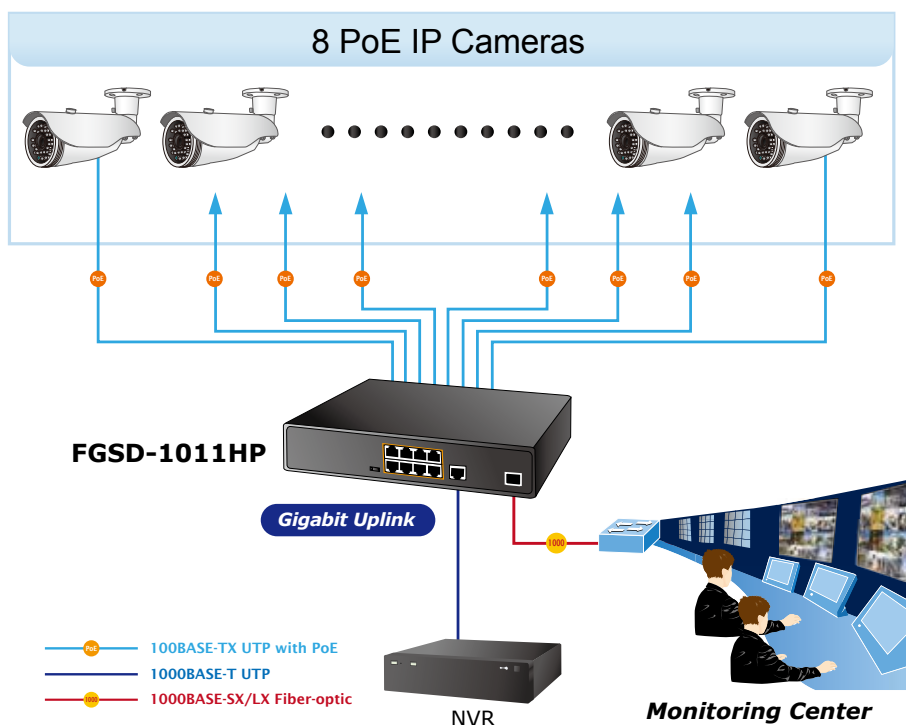 8 PoE IP Cameras
PoE PoE PoE PoE PoE PoE PoE PoE
FGSD-1011HP
Gigabit Uplink
1000
PoE 100BASE-TX UTP with PoE
1000BASE-T UTP
1000 1000BASE-SX/LX Fiber-optic
NVR
Monitoring Center